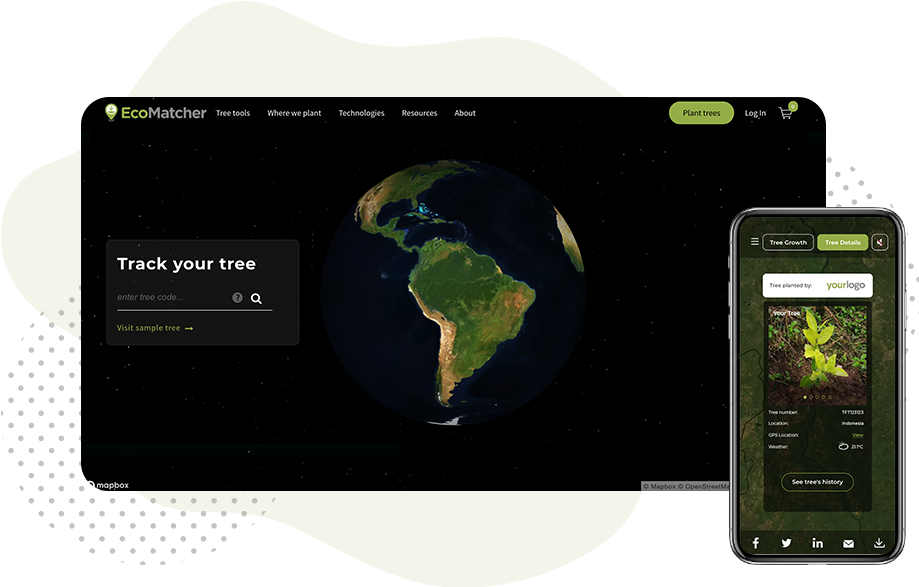 EcoMatcher Tree tools Where we plant Technologies Resources About Plant trees Log In 0
Track your tree
enter tree code... ?
Visit sample tree →
mapbox
© Mapbox © OpenStreetMa
Tree Growth Tree Details
Tree planted by: yourlogo
Your Tree
Tree number: TFT123123
Location: Indonesia
GPS Location: View
Weather: 21.1°C
See tree's history